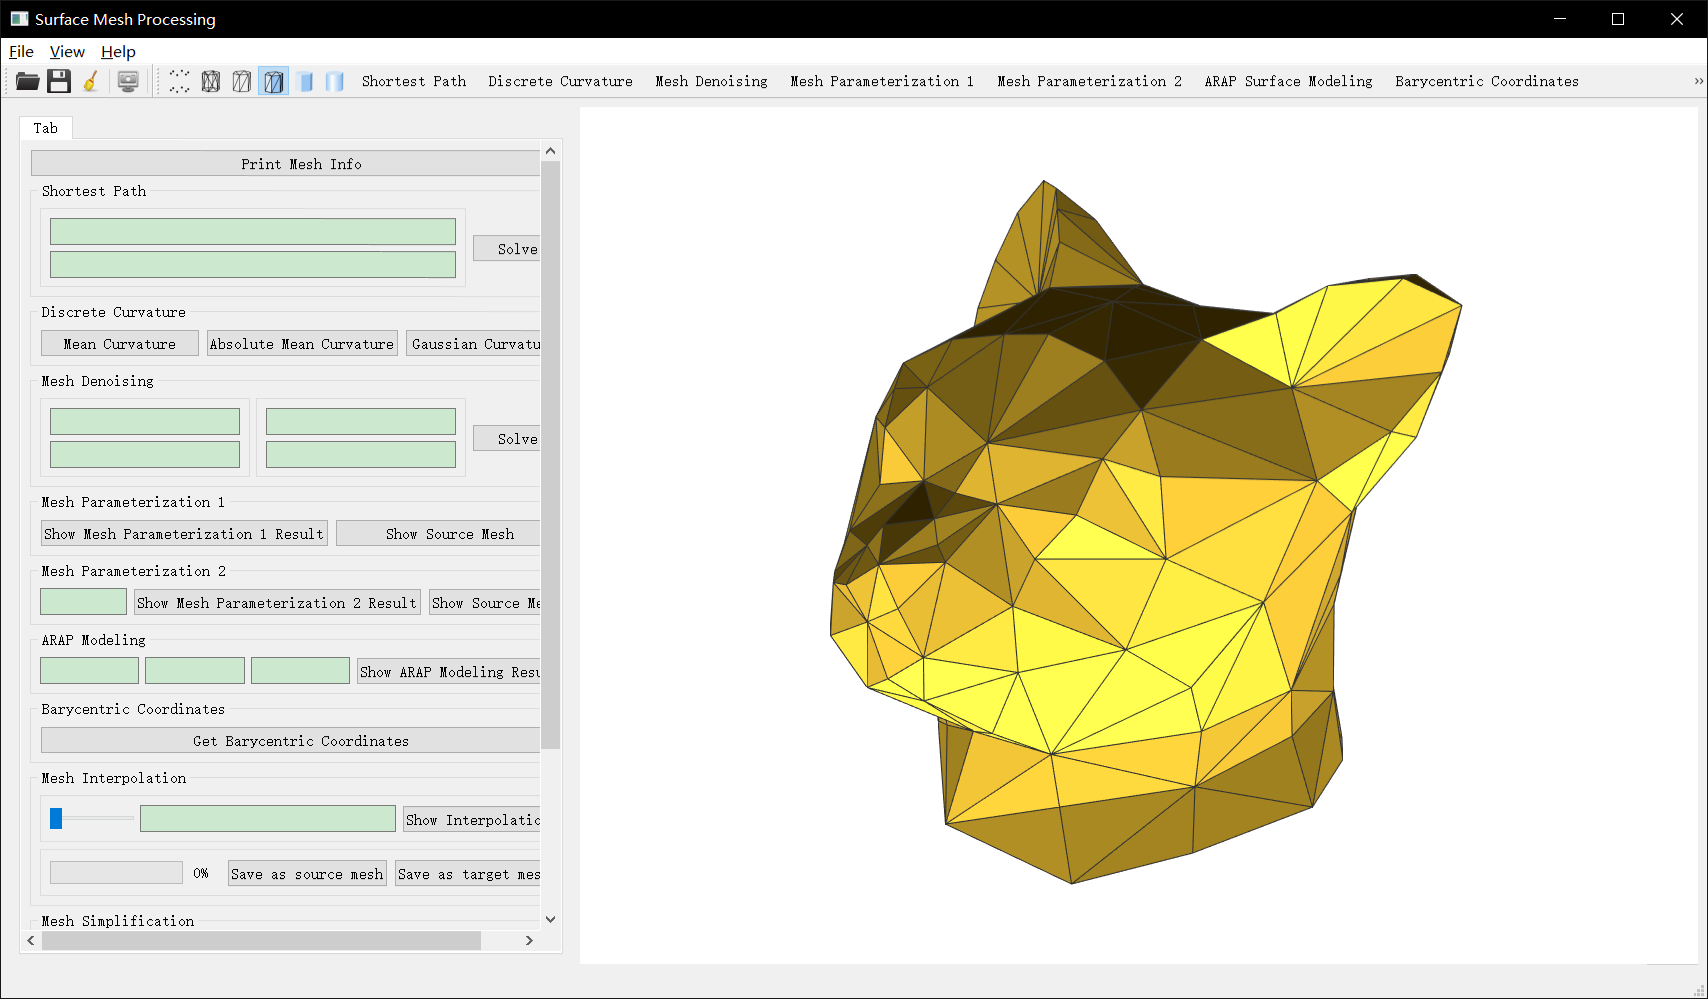 Surface Mesh Processing
File View Help
Shortest Path Discrete Curvature Mesh Denoising Mesh Parameterization 1 Mesh Parameterization 2 ARAP Surface Modeling Barycentric Coordinates »
Tab
Print Mesh Info
Shortest Path
Solve
Discrete Curvature
Mean Curvature Absolute Mean Curvature Gaussian Curvatu
Mesh Denoising
Solve
Mesh Parameterization 1
Show Mesh Parameterization 1 Result Show Source Mesh
Mesh Parameterization 2
Show Mesh Parameterization 2 Result Show Source Me
ARAP Modeling
Show ARAP Modeling Resu
Barycentric Coordinates
Get Barycentric Coordinates
Mesh Interpolation
Show Interpolatio
0% Save as source mesh Save as target mes
Mesh Simplification